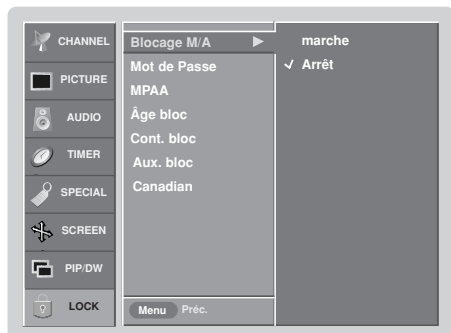 CHANNEL
PICTURE
AUDIO
TIMER
SPECIAL
SCREEN
PIP/DW
LOCK
Blocage M/A
Mot de Passe
MPAA
Âge bloc
Cont. bloc
Aux. bloc
Canadian
Menu Préc.
marche
✓ Arrêt